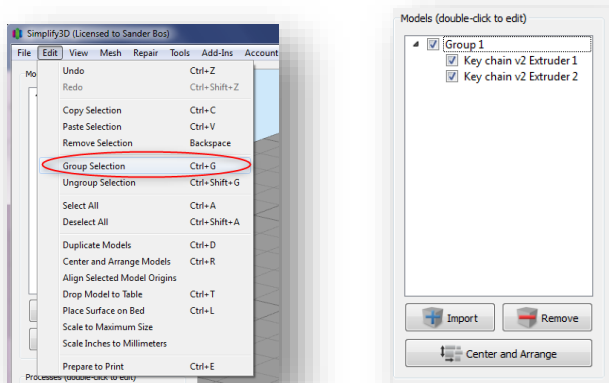 Simplify3D (Licensed to Sander Bos)
File Edit View Mesh Repair Tools Add-Ins Account
Mo
Undo Ctrl+Z
Redo Ctrl+Shift+Z
Copy Selection Ctrl+C
Paste Selection Ctrl+V
Remove Selection Backspace
Group Selection Ctrl+G
Ungroup Selection Ctrl+Shift+G
Select All Ctrl+A
Deselect All Ctrl+Shift+A
Duplicate Models Ctrl+D
Center and Arrange Models Ctrl+R
Align Selected Model Origins
Drop Model to Table Ctrl+T
Place Surface on Bed Ctrl+L
Scale to Maximum Size
Scale Inches to Millimeters
Prepare to Print Ctrl+E
Processes (double-click to edit)
Models (double-click to edit)
Group 1
Key chain v2 Extruder 1
Key chain v2 Extruder 2
Import Remove
Center and Arrange